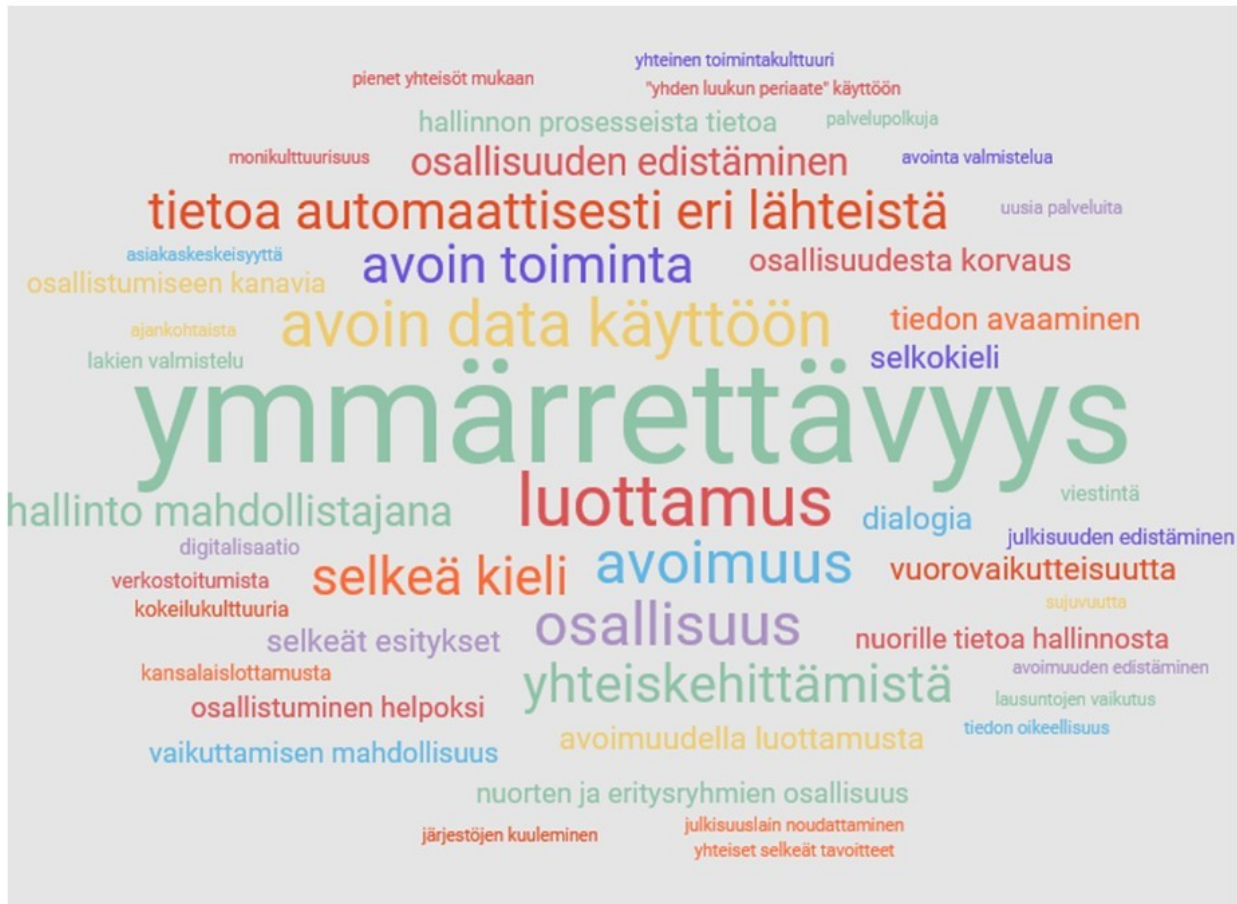 yhteinen toimintakulttuuri
pienet yhteisöt mukaan
"yhden luukun periaate" käyttöön
hallinnon prosesseista tietoa
palvelupolkuja
monikulttuurisuus
osallisuuden edistäminen
avointa valmistelua
tietoa automaattisesti eri lähteistä
uusia palveluita
asiakaskeskeisyyttä
avoin toiminta
osallisuudesta korvaus
osallistumiseen kanavia
avoin data käyttöön
tiedon avaaminen
ajankohtaista
lakien valmistelu
selkokieli
ymmärrettävyys
hallinto mahdollistajana
luottamus
viestintä
dialogia
julkisuuden edistäminen
digitalisaatio
selkeä kieli
avoimuus
vuorovaikutteisuutta
verkostoitumista
kokeilukulttuuria
sujuvuutta
selkeät esitykset
osallisuus
nuorille tietoa hallinnosta
kansalaislottamusta
avoimuuden edistäminen
yhteiskehittämistä
lausuntojen vaikutus
osallistuminen helpoksi
tiedon oikeellisuus
vaikuttamisen mahdollisuus
avoimuudella luottamusta
nuorten ja eritysryhmien osallisuus
järjestöjen kuuleminen
julkisuuslain noudattaminen
yhteiset selkeät tavoitteet